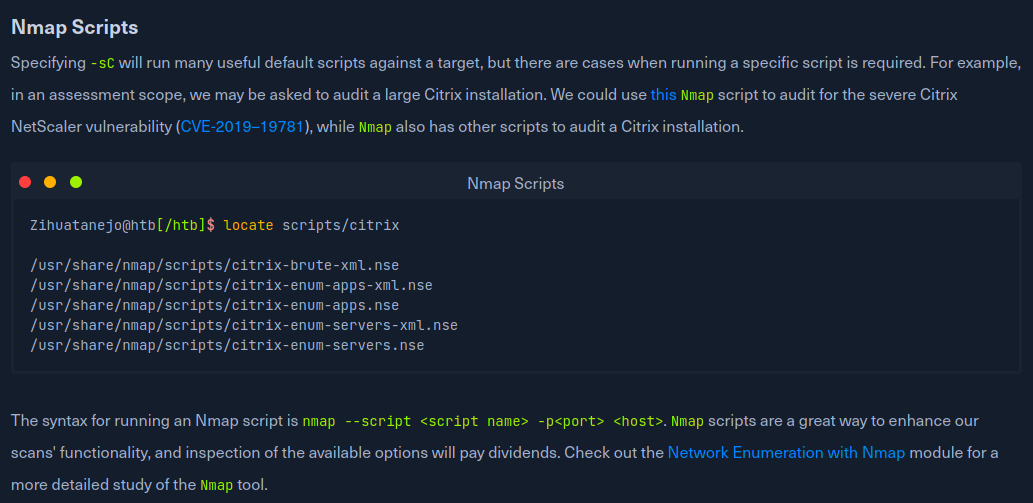 Nmap Scripts
Specifying -sC will run many useful default scripts against a target, but there are cases when running a specific script is required. For example,
in an assessment scope, we may be asked to audit a large Citrix installation. We could use this Nmap script to audit for the severe Citrix
NetScaler vulnerability (CVE-2019–19781), while Nmap also has other scripts to audit a Citrix installation.
Nmap Scripts
Zihuatanejo@htb[/htb]$ locate scripts/citrix
/usr/share/nmap/scripts/citrix-brute-xml.nse
/usr/share/nmap/scripts/citrix-enum-apps-xml.nse
/usr/share/nmap/scripts/citrix-enum-apps.nse
/usr/share/nmap/scripts/citrix-enum-servers-xml.nse
/usr/share/nmap/scripts/citrix-enum-servers.nse
The syntax for running an Nmap script is nmap --script <script name> -p<port> <host>. Nmap scripts are a great way to enhance our
scans' functionality, and inspection of the available options will pay dividends. Check out the Network Enumeration with Nmap module for a
more detailed study of the Nmap tool.